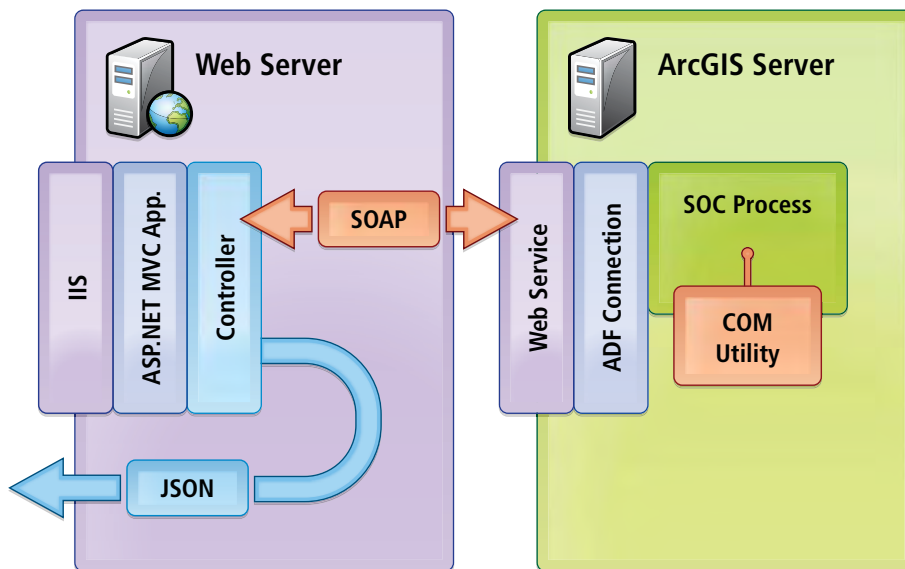 Web Server
ArcGIS Server
IIS
ASP.NET MVC App.
Controller
SOAP
Web Service
ADF Connection
SOC Process
COM
Utility
JSON